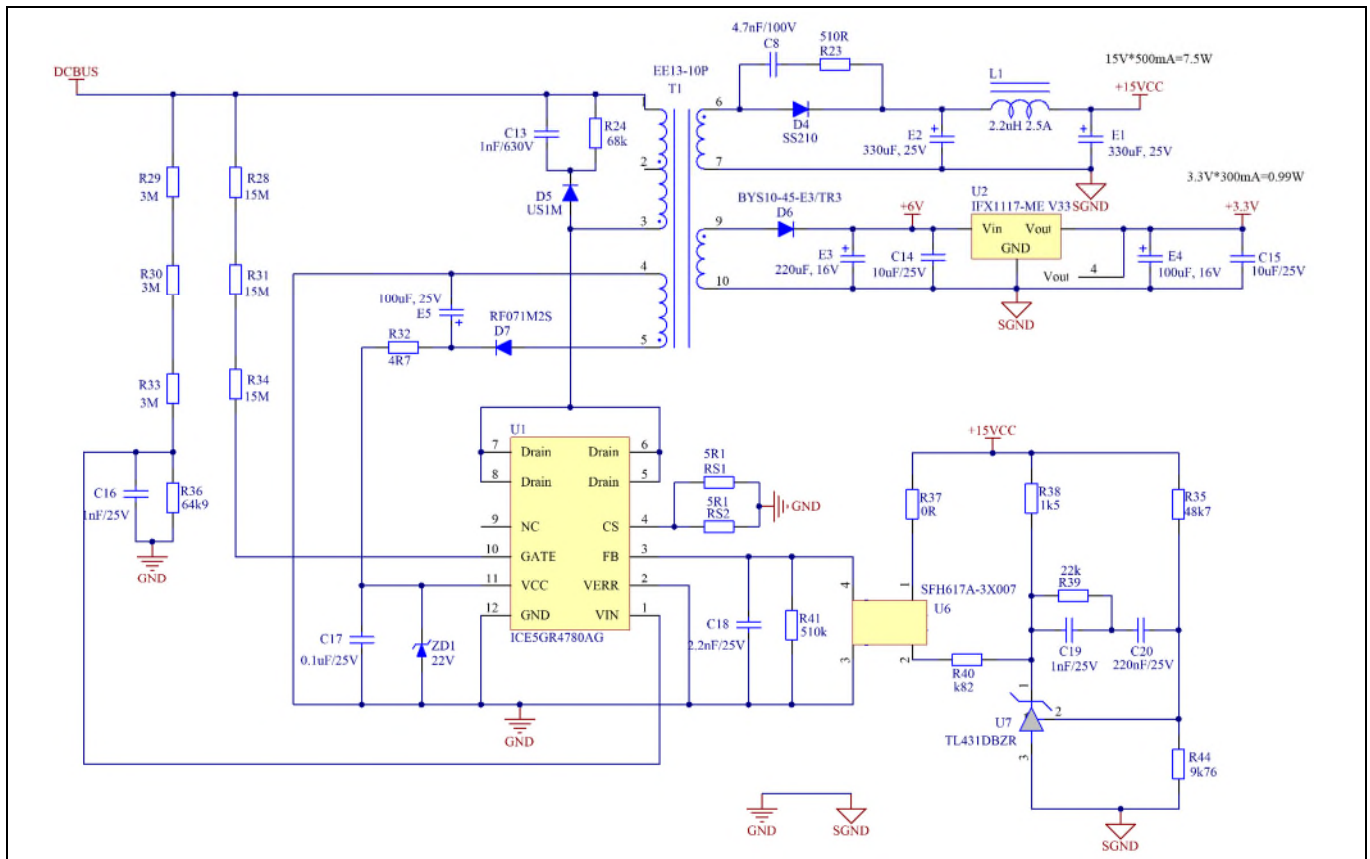 4.7nF/100V
C8
510R
R23
15V*500mA=7.5W
DCBUS
EE13-10P
T1
L1
+15VCC
1
6
D4
SS210
2.2uH 2.5A
C13
1nF/630V
R24
68k
E2
330uF, 25V
E1
330uF, 25V
2
7
R29
3M
R28
15M
D5
US1M
SGND
3.3V*300mA=0.99W
BYS10-45-E3/TR3
D6
U2
IFX1117-ME V33
+6V
+3.3V
3
9
Vin
Vout
GND
E3
220uF, 16V
C14
10uF/25V
Vout
4
E4
100uF, 16V
C15
10uF/25V
R30
3M
R31
15M
4
10
SGND
100uF, 25V
E5
RF071M2S
D7
R32
4R7
5
R33
3M
R34
15M
U1
7
Drain
Drain
6
8
Drain
Drain
5
9
NC
CS
4
10
GATE
FB
3
11
VCC
VERR
2
12
GND
VIN
1
ICE5GR4780AG
5R1
RS1
5R1
RS2
GND
+15VCC
C16
1nF/25V
R36
64k9
GND
R37
0R
R38
1k5
R35
48k7
C17
0.1uF/25V
ZD1
22V
C18
2.2nF/25V
R41
510k
4
1
SFH617A-3X007
U6
3
2
22k
R39
C19
1nF/25V
C20
220nF/25V
R40
k82
1
U7
2
TL431DBZR
3
R44
9k76
GND
GND
SGND
SGND